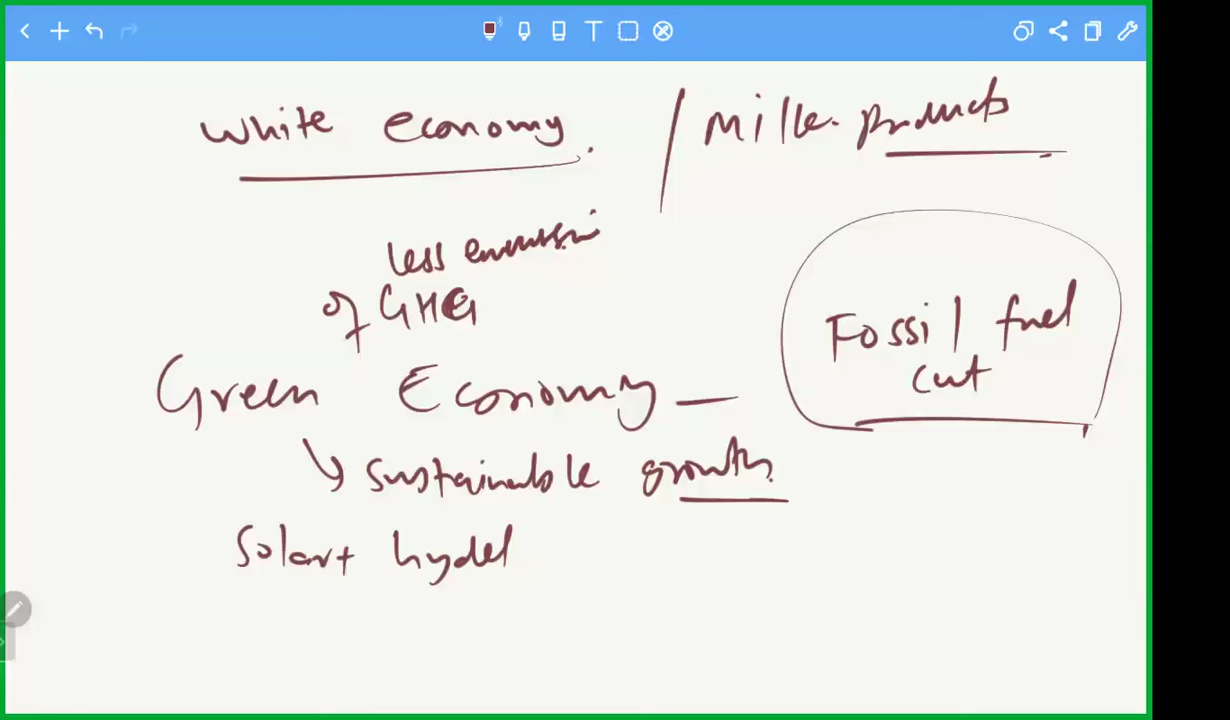 White economy. / Milk products
less emission
of GHG
Fossil fuel
cut
Green Economy —
↳ sustainable growth.
Solar + hydel